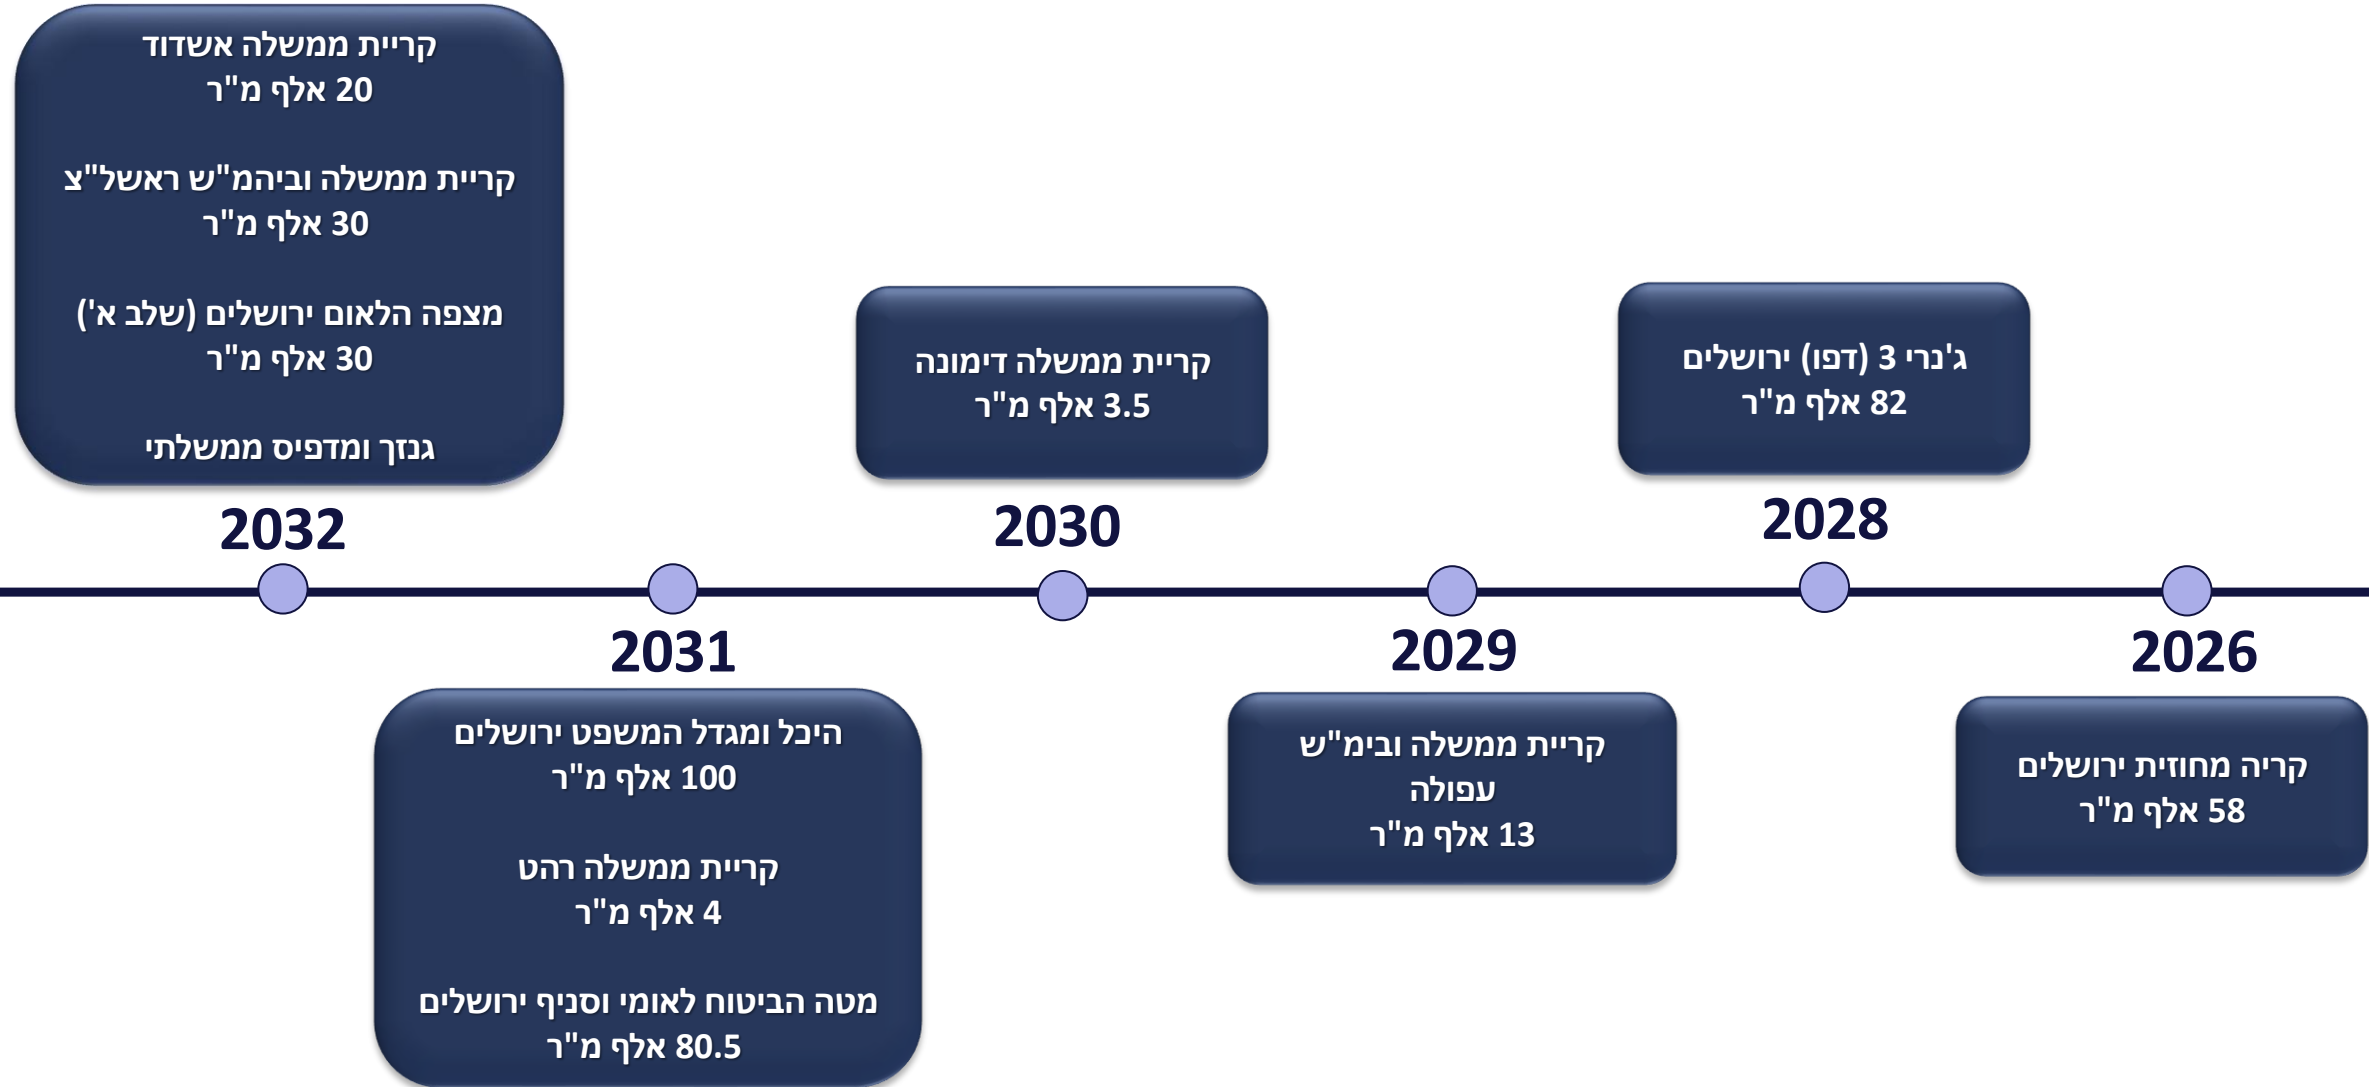 2026
קריה מחוזית ירושלים
58 אלף מ"ר
2028
ג'נרי 3 (דפו) ירושלים
82 אלף מ"ר
2029
קריית ממשלה ובימ"ש
עפולה
13 אלף מ"ר
2030
קריית ממשלה דימונה
3.5 אלף מ"ר
2031
היכל ומגדל המשפט ירושלים
100 אלף מ"ר
קריית ממשלה רהט
4 אלף מ"ר
מטה הביטוח לאומי וסניף ירושלים
80.5 אלף מ"ר
2032
קריית ממשלה אשדוד
20 אלף מ"ר
קריית ממשלה וביהמ"ש ראשל"צ
30 אלף מ"ר
מצפה הלאום ירושלים (שלב א')
30 אלף מ"ר
גנזך ומדפיס ממשלתי